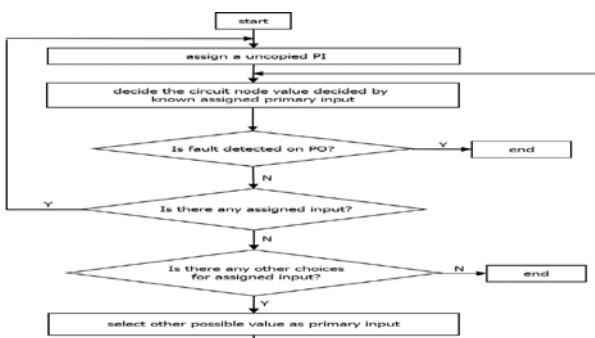 start
assign a uncopied PI
decide the circuit node value decided by
known assigned primary input
Is fault detected on PO?
Y
end
N
Y
Is there any assigned input?
N
Is there any other choices
for assigned input?
N
end
Y
select other possible value as primary input